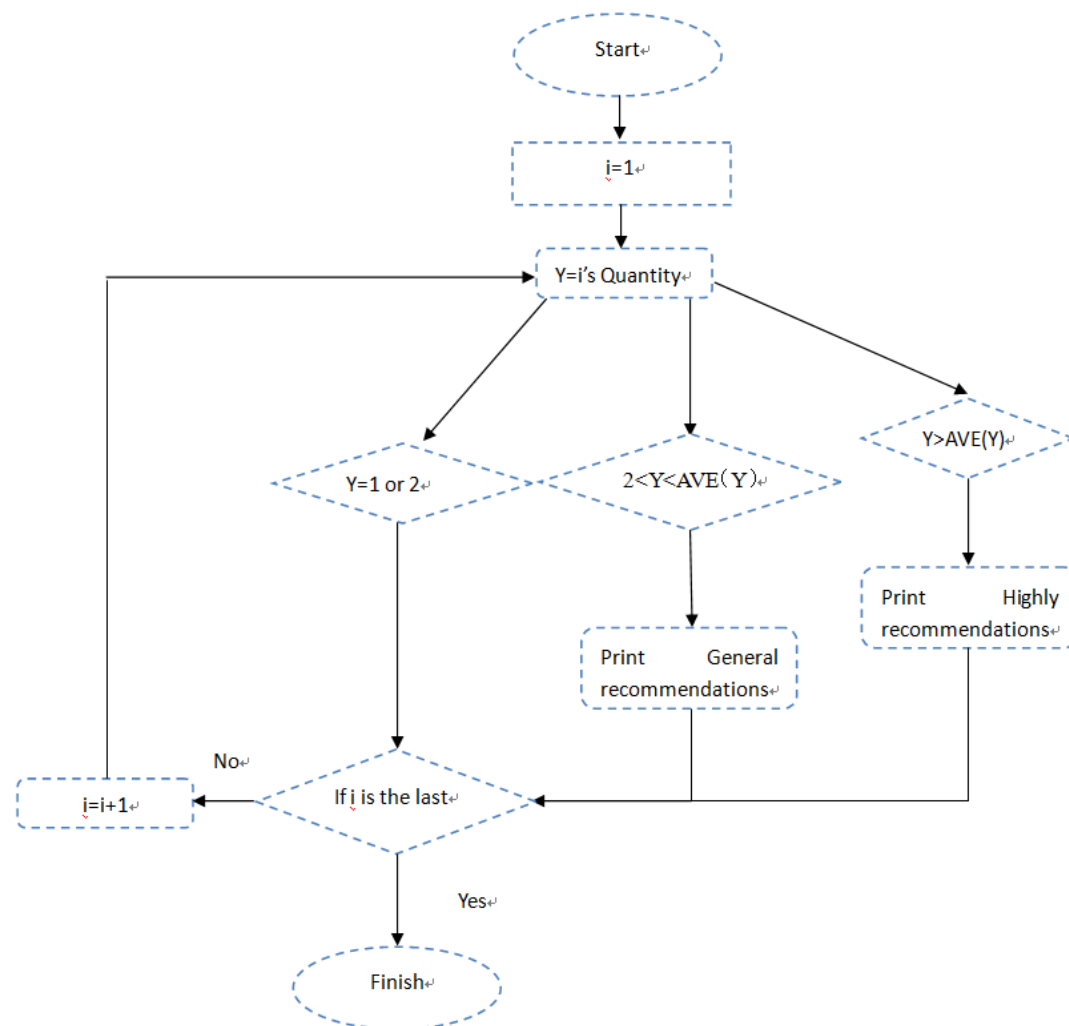 Start↵
i=1↵
Y=i’s Quantity↵
Y>AVE(Y)↵
Y=1 or 2↵
2<Y<AVE(Y)↵
Print Highly
recommendations↵
Print General
recommendations↵
No↵
i=i+1↵
If i is the last↵
Yes↵
Finish↵